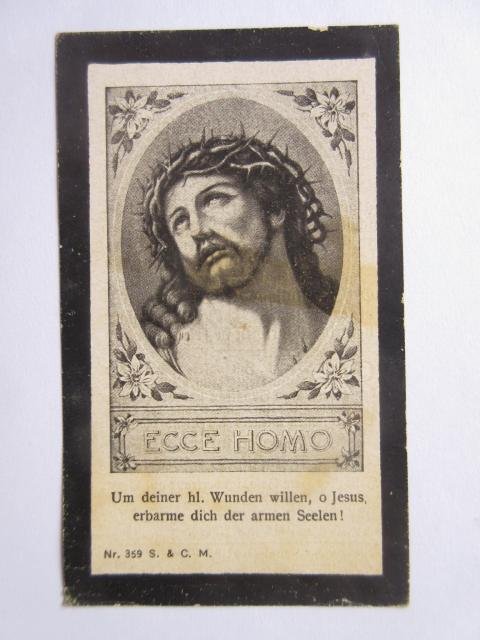 ECCE HOMO
Um deiner hl. Wunden willen, o Jesus,
erbarme dich der armen Seelen!
Nr. 359 S. & C. M.